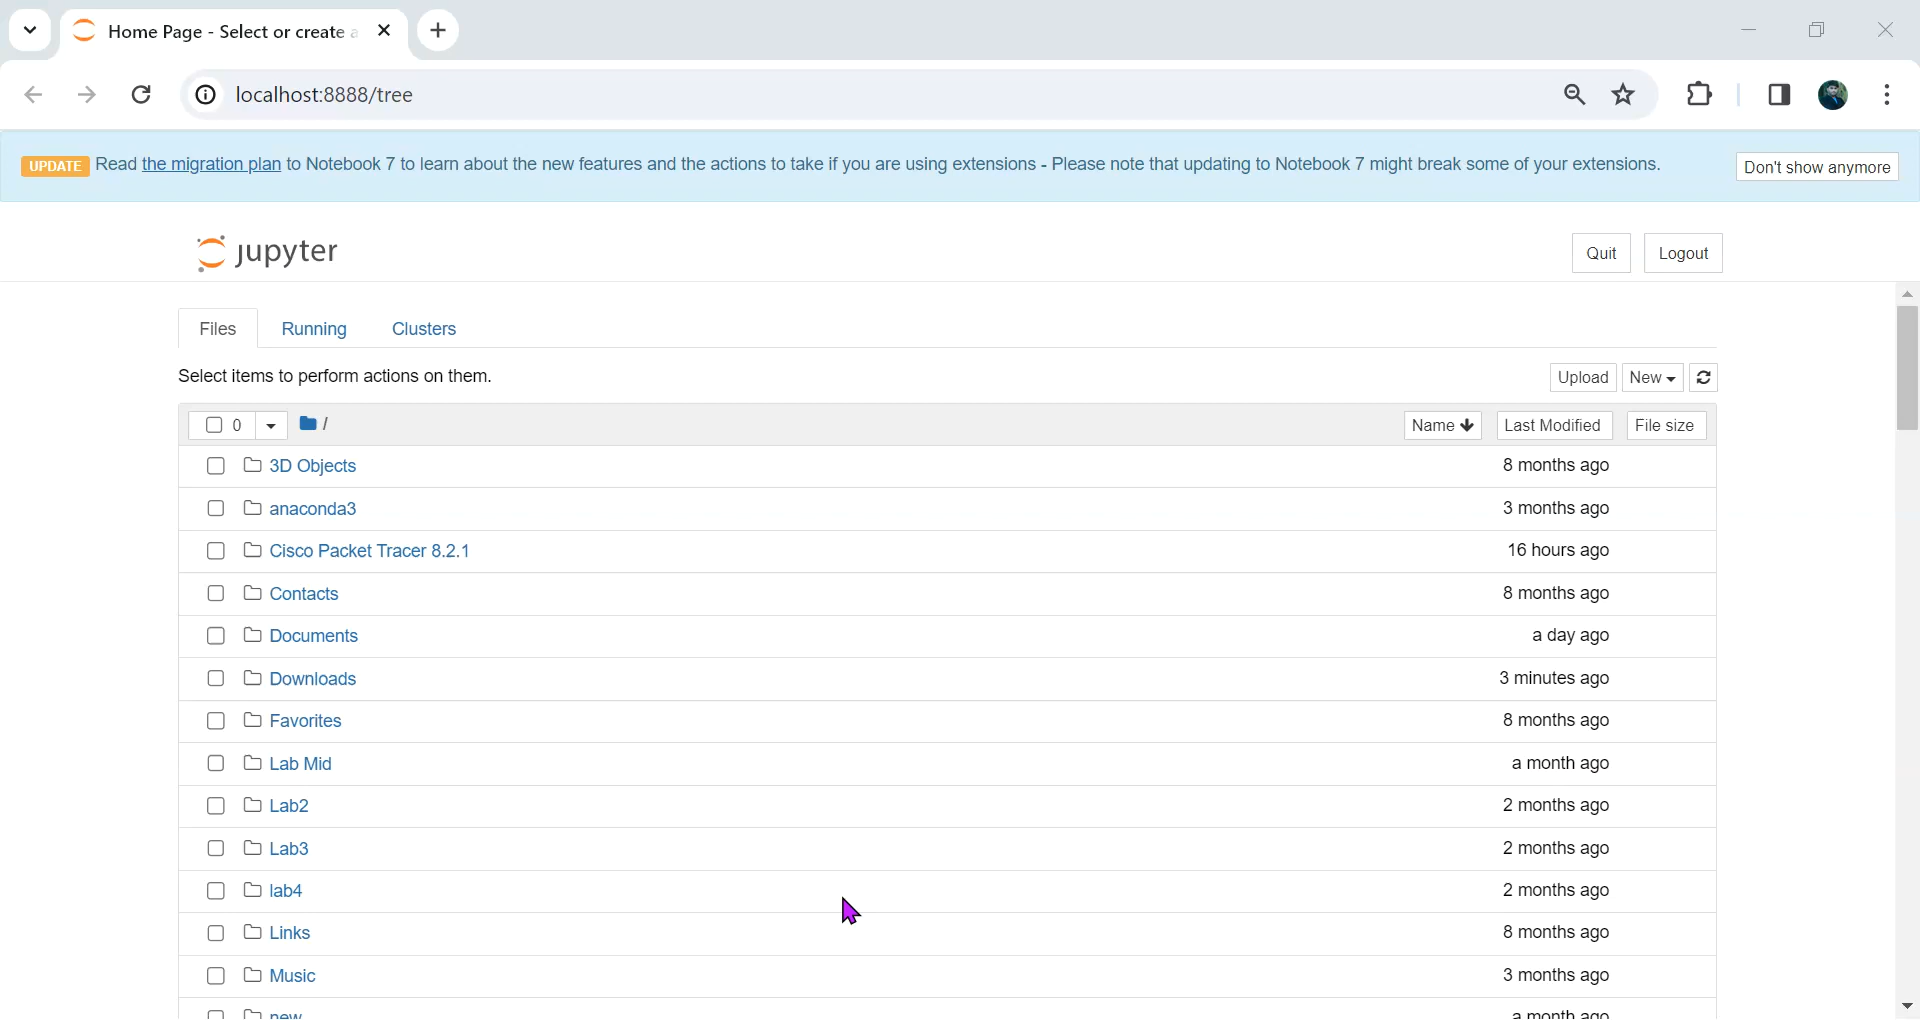 Home Page - Select or create a
localhost:8888/tree
UPDATE Read the migration plan to Notebook 7 to learn about the new features and the actions to take if you are using extensions - Please note that updating to Notebook 7 might break some of your extensions. Don't show anymore
jupyter Quit Logout
Files Running Clusters
Select items to perform actions on them. Upload New
0 / Name Last Modified File size
3D Objects 8 months ago
anaconda3 3 months ago
Cisco Packet Tracer 8.2.1 16 hours ago
Contacts 8 months ago
Documents a day ago
Downloads 3 minutes ago
Favorites 8 months ago
Lab Mid a month ago
Lab2 2 months ago
Lab3 2 months ago
lab4 2 months ago
Links 8 months ago
Music 3 months ago
new a month ago